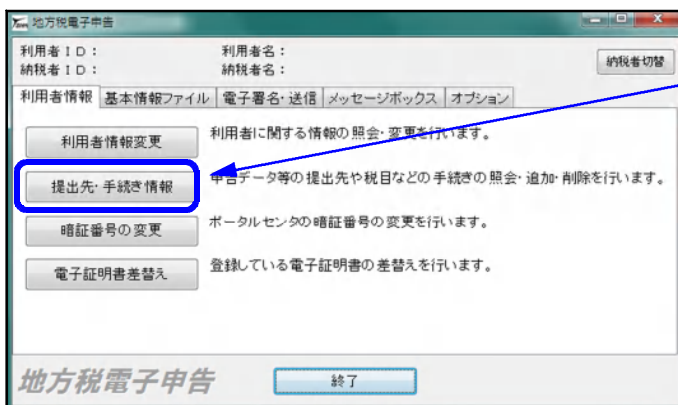 地方税電子申告
利用者ID:
利用者名:
納税者ID:
納税者名:
納税者切替
利用者情報 基本情報ファイル 電子署名・送信 メッセージボックス オプション
利用者情報変更 利用者に関する情報の照会・変更を行います。
提出先・手続き情報 申告データ等の提出先や税目などの手続きの照会・追加・削除を行います。
暗証番号の変更 ポータルセンタの暗証番号の変更を行います。
電子証明書差替え 登録している電子証明書の差替えを行います。
地方税電子申告 終了